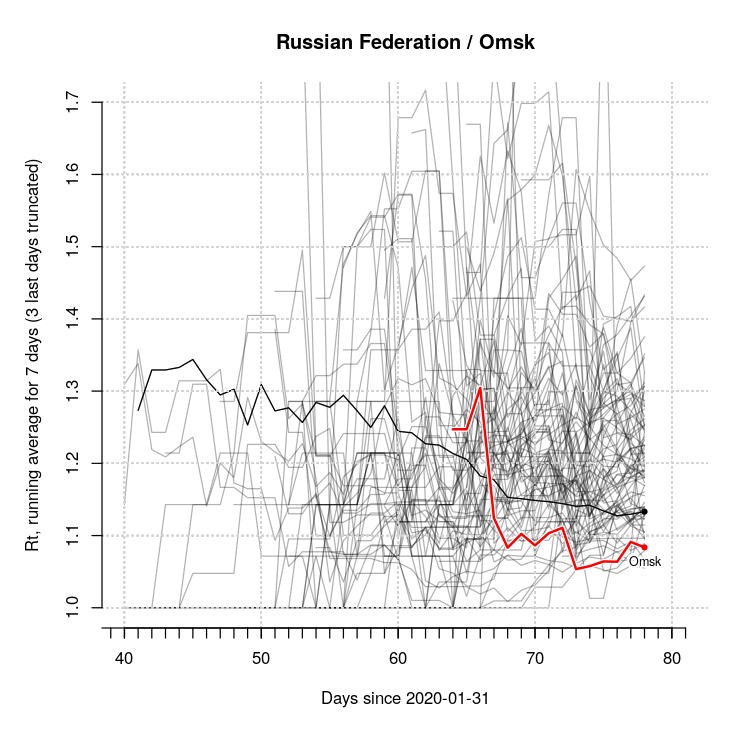 Russian Federation / Omsk
Rt, running average for 7 days (3 last days truncated)
1.7
1.6
1.5
1.4
1.3
1.2
1.1
1.0
Omsk
40 50 60 70 80
Days since 2020-01-31